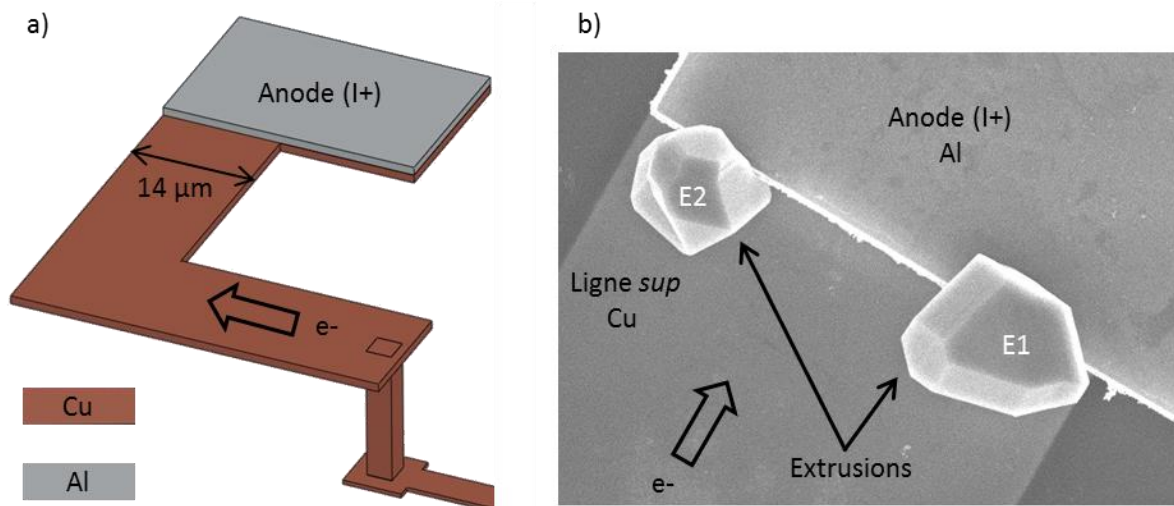 a)
Anode (I+)
14 µm
e-
Cu
Al
b)
Anode (I+)
Al
E2
Ligne sup
Cu
E1
e-
Extrusions